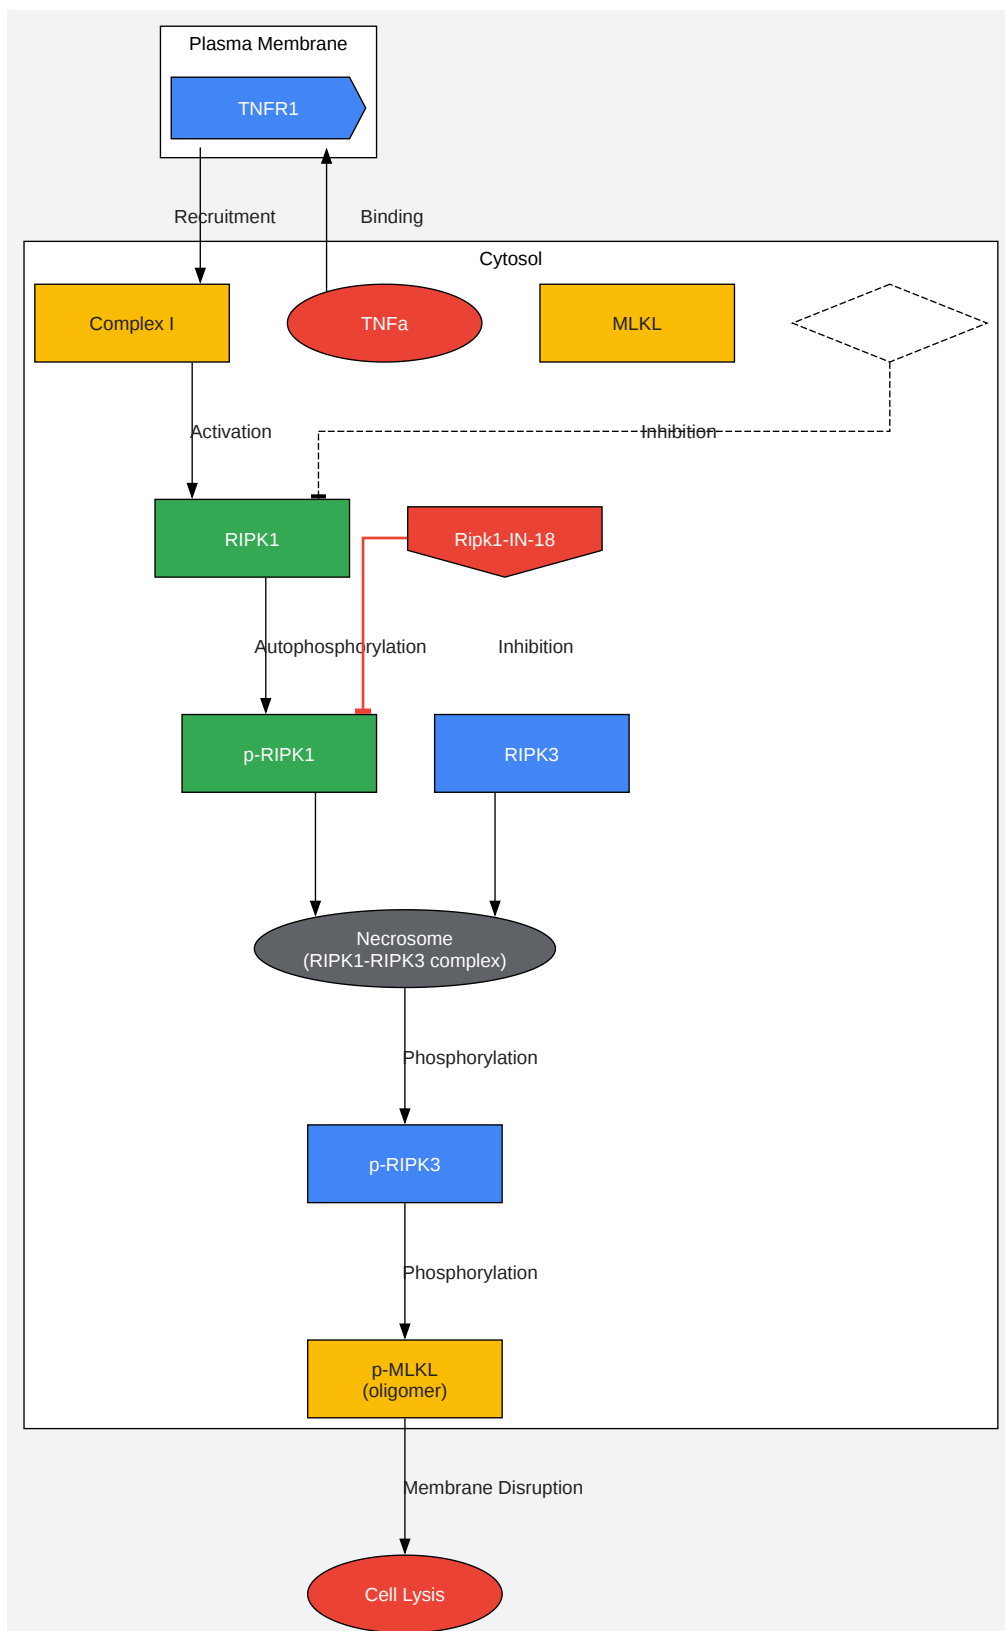 Plasma Membrane
TNFR1
Recruitment
Binding
Cytosol
Complex I
TNFa
MLKL
Activation
Inhibition
RIPK1
Ripk1-IN-18
Autophosphorylation
Inhibition
p-RIPK1
RIPK3
Necrosome
(RIPK1-RIPK3 complex)
Phosphorylation
p-RIPK3
Phosphorylation
p-MLKL
(oligomer)
Membrane Disruption
Cell Lysis